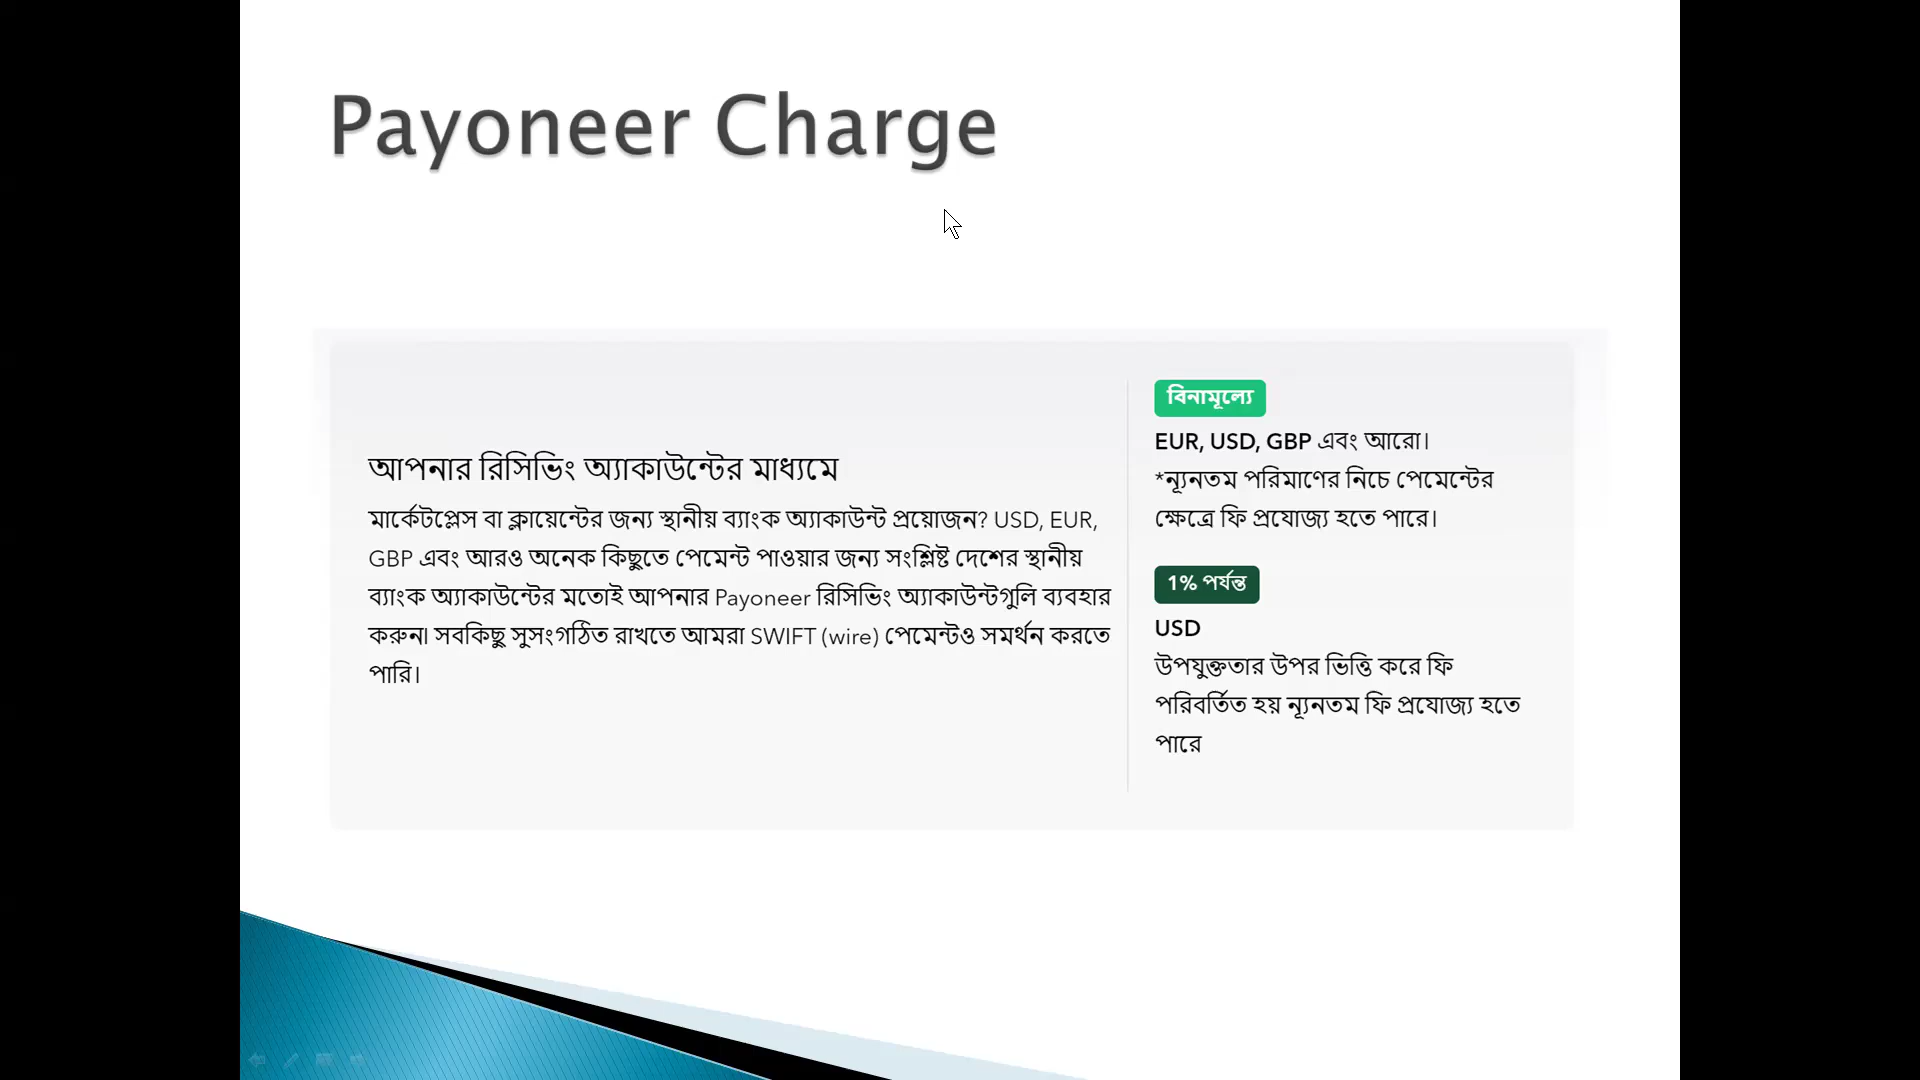 Payoneer Charge
আপনার রিসিভিং অ্যাকাউন্টের মাধ্যমে
মার্কেটপ্লেস বা ক্লায়েন্টের জন্য স্থানীয় ব্যাংক অ্যাকাউন্ট প্রয়োজন? USD, EUR,
GBP এবং আরও অনেক কিছুতে পেমেন্ট পাওয়ার জন্য সংশ্লিষ্ট দেশের স্থানীয়
ব্যাংক অ্যাকাউন্টের মতোই আপনার Payoneer রিসিভিং অ্যাকাউন্টগুলি ব্যবহার
করুন। সবকিছু সুসংগঠিত রাখতে আমরা SWIFT (wire) পেমেন্টও সমর্থন করতে
পারি।
বিনামূল্যে
EUR, USD, GBP এবং আরো।
*ন্যূনতম পরিমাণের নিচে পেমেন্টের
ক্ষেত্রে ফি প্রযোজ্য হতে পারে।
1% পর্যন্ত
USD
উপযুক্ততার উপর ভিত্তি করে ফি
পরিবর্তিত হয় ন্যূনতম ফি প্রযোজ্য হতে
পারে